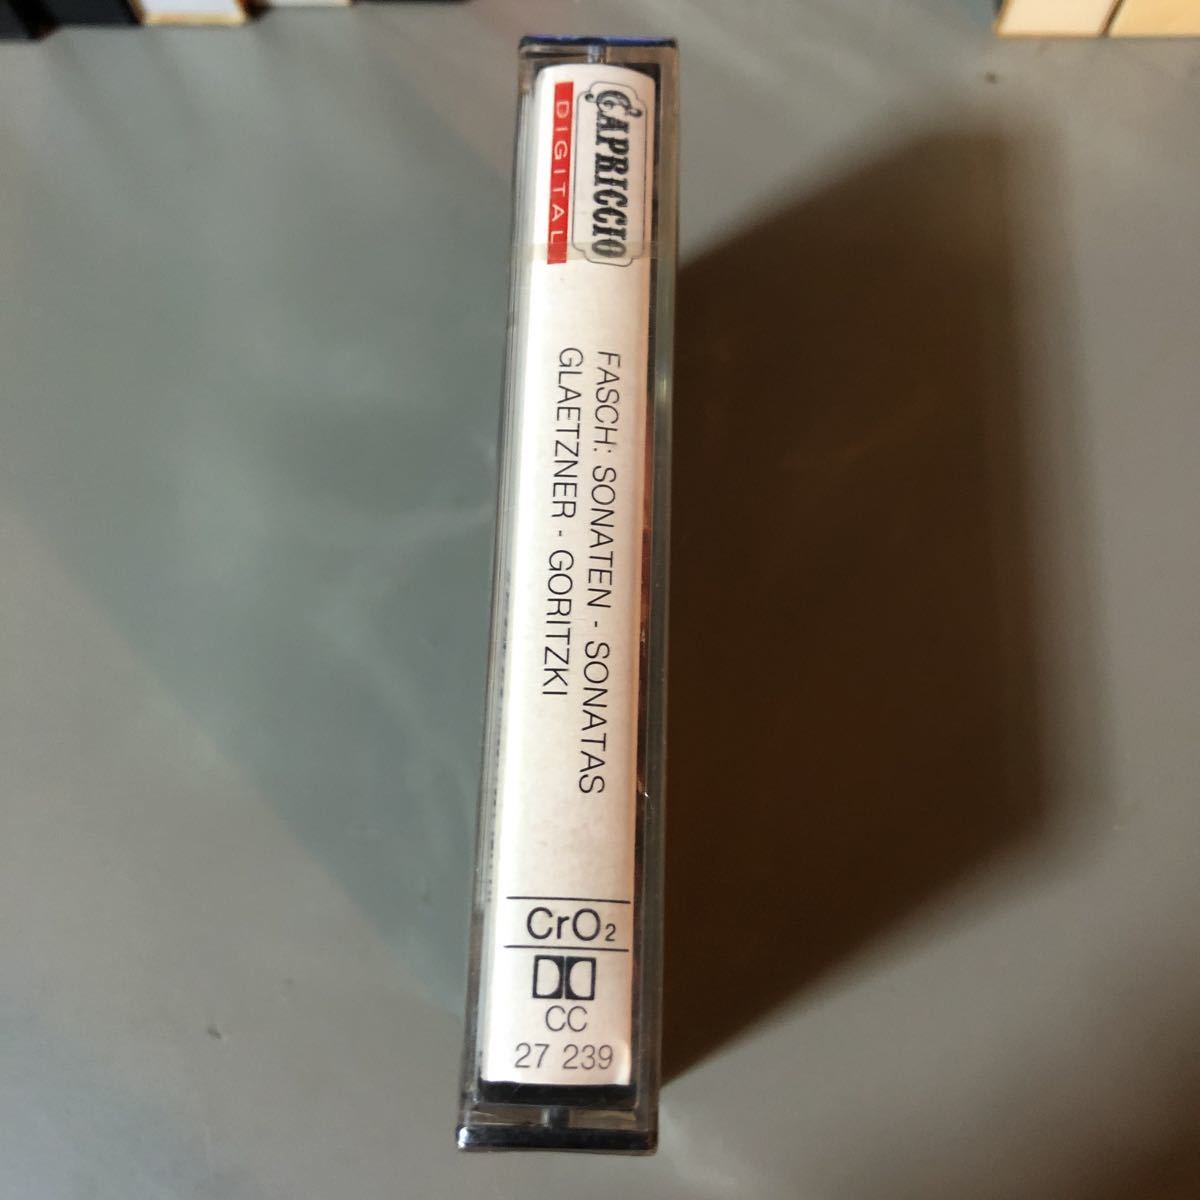 CAPRICCIO
DIGITAL
FASCH: SONATEN - SONATAS
GLAETZNER - GORITZKI
CrO2
CC
27 239